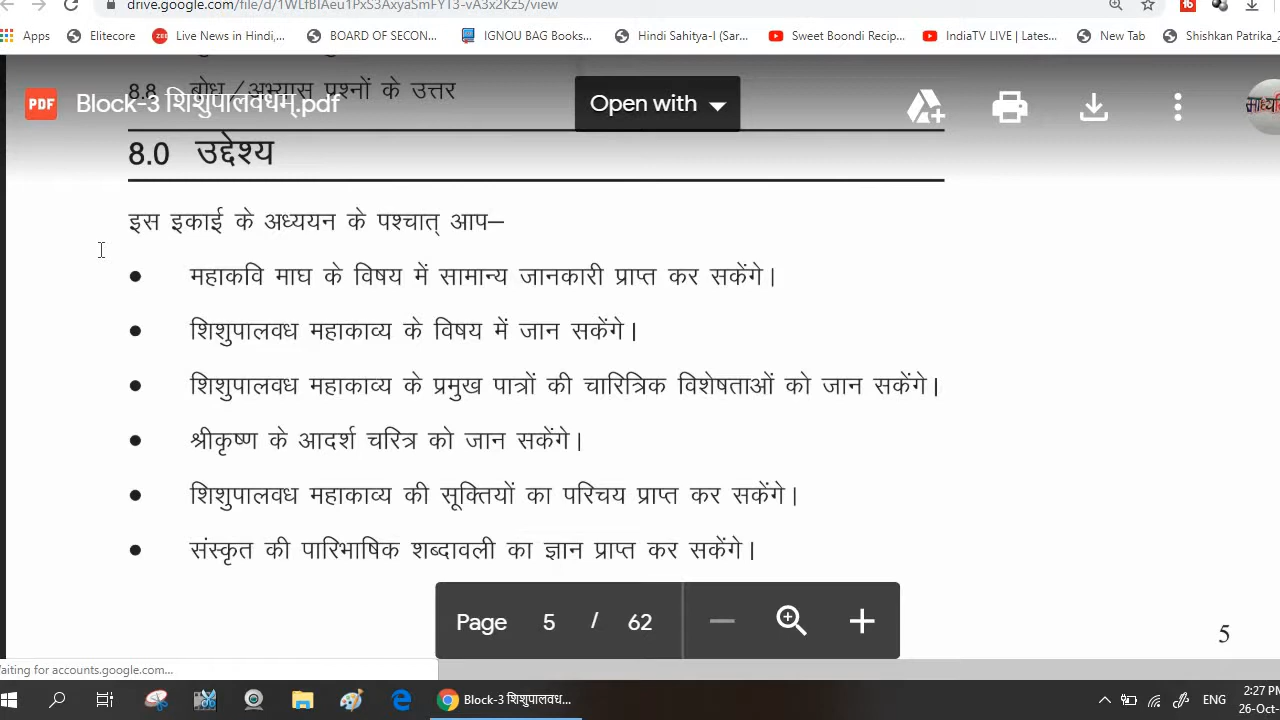 drive.google.com/file/d/1WLfBIAeu1PxS3AxyaSmFYT3-vA3x2Kz5/view
Apps Elitecore Live News in Hindi,... BOARD OF SECON... IGNOU BAG Books... Hindi Sahityal (Sar... Sweet Boondi Recip... IndiaTV LIVE | Lates... New Tab Shishkan Patrika_2
8.8 बोध/अभ्यास प्रश्नों के उत्तर
PDF Block-3 शिशुपालवधम्.pdf
Open with
8.0 उद्देश्य
इस इकाई के अध्ययन के पश्चात् आप–
● महाकवि माघ के विषय में सामान्य जानकारी प्राप्त कर सकेंगे।
● शिशुपालवध महाकाव्य के विषय में जान सकेंगे।
● शिशुपालवध महाकाव्य के प्रमुख पात्रों की चारित्रिक विशेषताओं को जान सकेंगे।
● श्रीकृष्ण के आदर्श चरित्र को जान सकेंगे।
● शिशुपालवध महाकाव्य की सूक्तियों का परिचय प्राप्त कर सकेंगे।
● संस्कृत की पारिभाषिक शब्दावली का ज्ञान प्राप्त कर सकेंगे।
Page 5 / 62
5
aiting for accounts.google.com...
Block-3 शिशुपालवध...
ENG
2:27 PM
26-Oct-